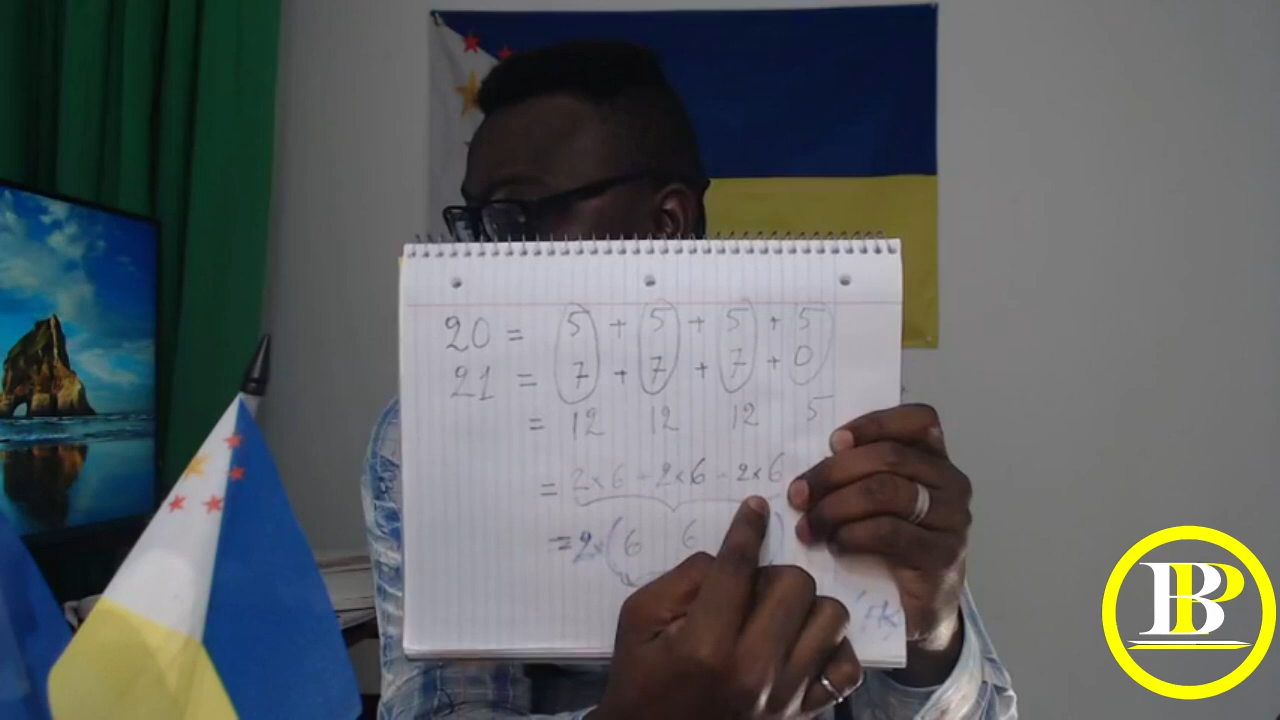 20 = 5 + 5 + 5 + 5
21 = 7 + 7 + 7 + 0
= 12 12 12 5
= 2×6 - 2×6 - 2×6
= 2×( 6 6 )
BP